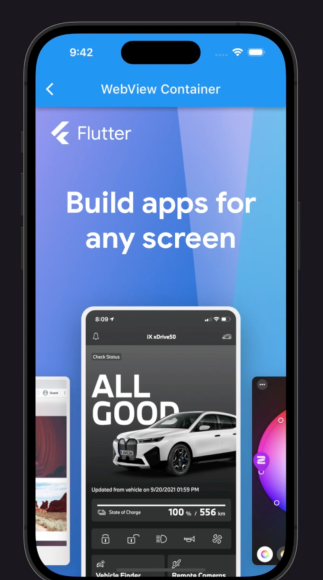 9:42
WebView Container
Flutter
Build apps for
any screen
8:09
iX xDrive50
Check Status
ALL
GOOD
Updated from vehicle on 9/20/2021 01:59 PM
State of Charge 100 % / 556 km
Vehicle Finder Remote Cameras